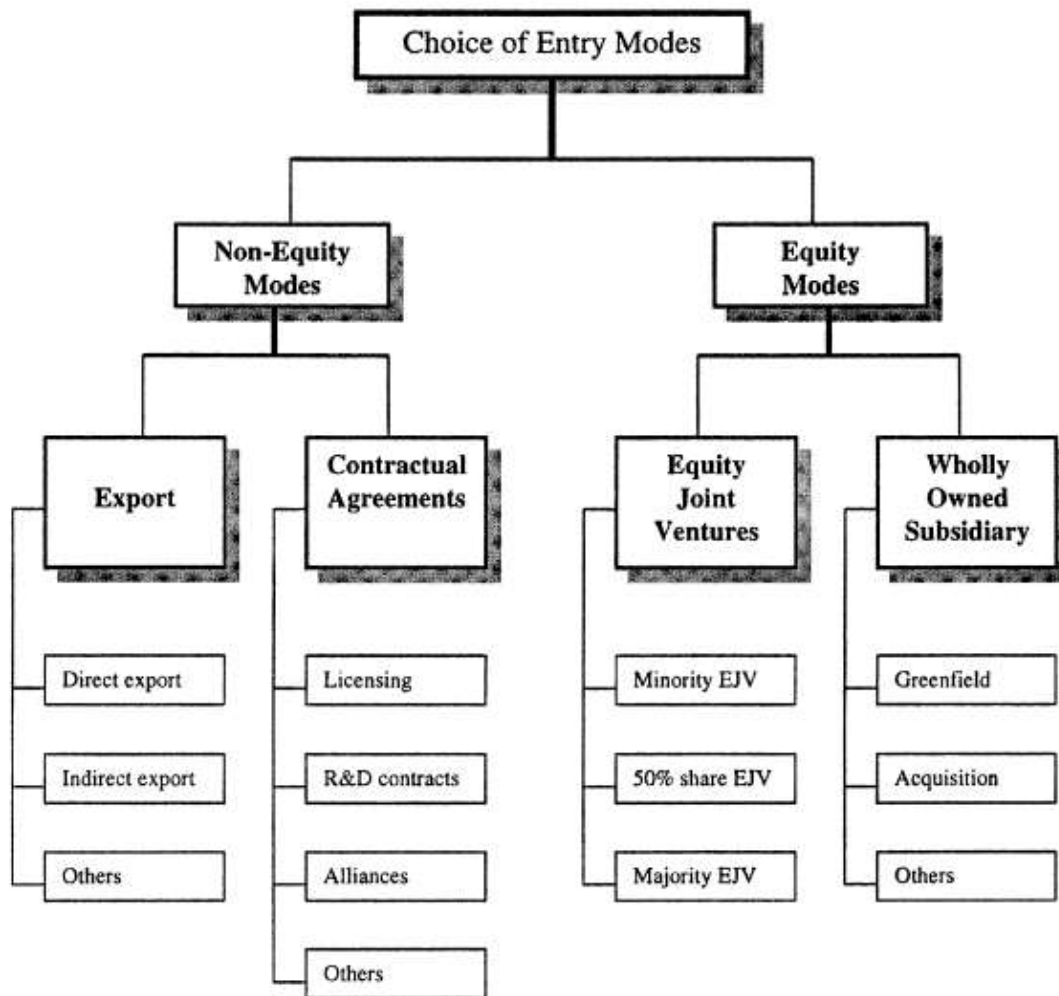 Choice of Entry Modes
Non-Equity
Modes
Equity
Modes
Export
Contractual
Agreements
Equity
Joint
Ventures
Wholly
Owned
Subsidiary
Direct export
Indirect export
Others
Licensing
R&D contracts
Alliances
Others
Minority EJV
50% share EJV
Majority EJV
Greenfield
Acquisition
Others